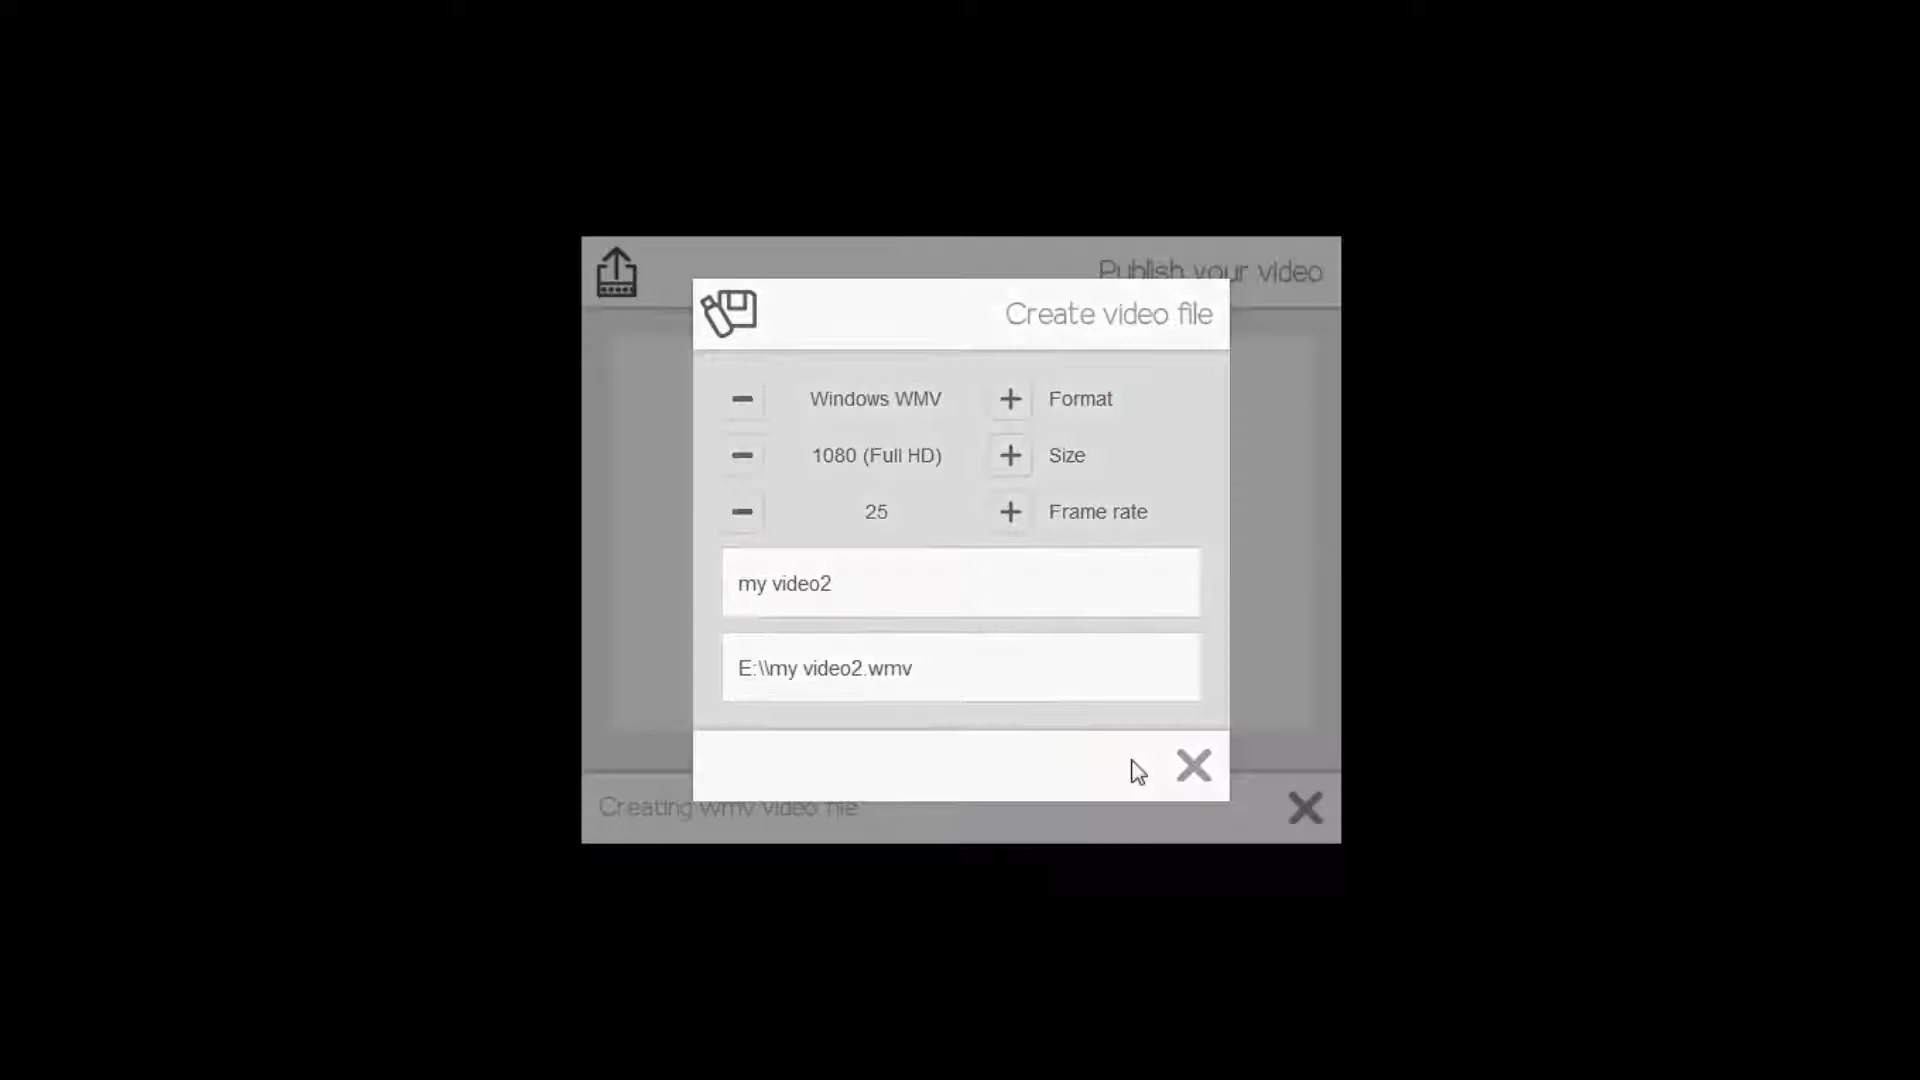 Publish your video
Create video file
Windows WMV Format
1080 (Full HD) Size
25 Frame rate
my video2
E:\\my video2.wmv
Creating wmv video file